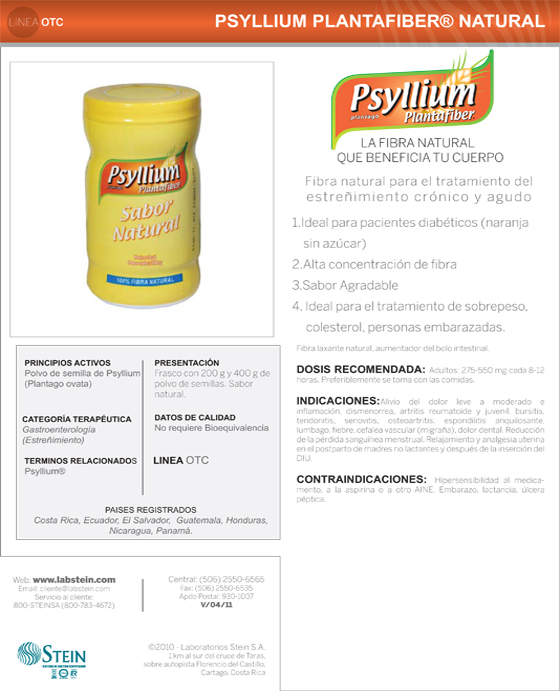 LINEA OTC
PSYLLIUM PLANTAFIBER® NATURAL
Psyllium
Plantafiber
Sabor
Natural
100% FIBRA NATURAL
Psyllium
plantago
Plantafiber
LA FIBRA NATURAL
QUE BENEFICIA TU CUERPO
Fibra natural para el tratamiento del
estreñimiento crónico y agudo
1.Ideal para pacientes diabéticos (naranja
sin azúcar)
2.Alta concentración de fibra
3.Sabor Agradable
4. Ideal para el tratamiento de sobrepeso,
colesterol, personas embarazadas.
Fibra laxante natural, aumentador del bolo intestinal.
DOSIS RECOMENDADA: Adultos: 275-550 mg cada 8-12
horas. Preferiblemente se toma con las comidas.
INDICACIONES:Alivio del dolor leve a moderado e
inflamación, dismenorrea, artritis reumatoide y juvenil, bursitis,
tendonitis, senovitis, osteoartritis, espondilitis anquilosante,
lumbago, fiebre, cefalea vascular (migraña), dolor dental. Reducción
de la pérdida sanguínea menstrual. Relajamiento y analgesia uterina
en el postparto de madres no lactantes y después de la inserción del
DIU.
CONTRAINDICACIONES: Hipersensibilidad al medica-
mento, a la aspirina o a otro AINE. Embarazo, lactancia, úlcera
péptica.
PRINCIPIOS ACTIVOS
Polvo de semilla de Psyllium
(Plantago ovata)
CATEGORÍA TERAPÉUTICA
Gastroenterología
(Estreñimiento)
TERMINOS RELACIONADOS
Psyllium®
PRESENTACIÓN
Frasco con 200 g y 400 g de
polvo de semillas. Sabor
natural.
DATOS DE CALIDAD
No requiere Bioequivalencia
LINEA OTC
PAISES REGISTRADOS
Costa Rica, Ecuador, El Salvador, Guatemala, Honduras,
Nicaragua, Panamá.
Web: www.labstein.com
Email: cliente@labstein.com
Servicio al cliente:
800-STEINSA (800-783-4672)
Central: (506) 2550-6565
Fax: (506) 2550-6535
Apdo Postal: 930-1007
V/04/11
STEIN
©2010 - Laboratorios Stein S.A.
1 km al sur del cruce de Taras,
sobre autopista Florencio del Castillo,
Cartago, Costa Rica